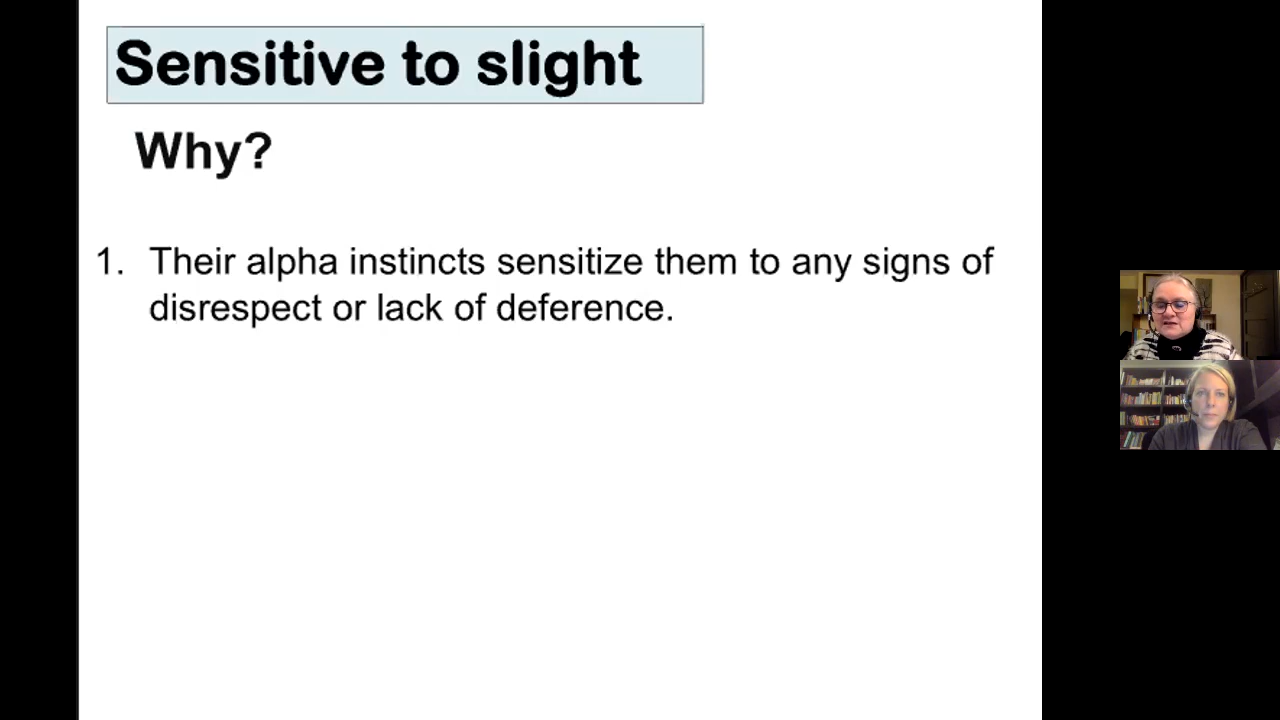 Sensitive to slight
Why?
1. Their alpha instincts sensitize them to any signs of
disrespect or lack of deference.